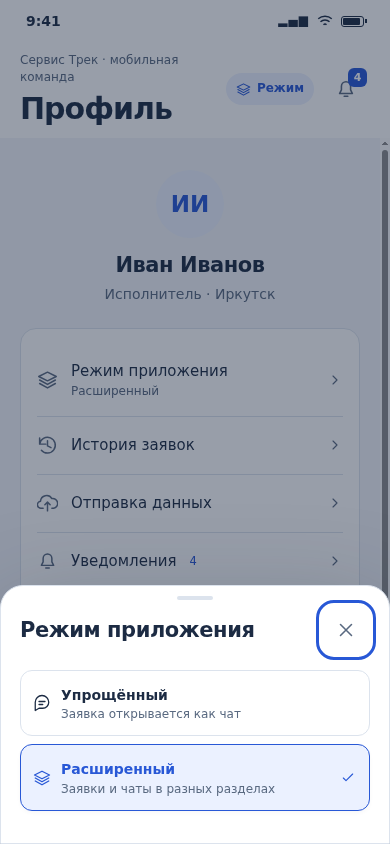 9:41
Сервис Трек · мобильная
команда
Профиль
Режим
4
ИИ
Иван Иванов
Исполнитель · Иркутск
Режим приложения
Расширенный
История заявок
Отправка данных
Уведомления 4
Режим приложения
Упрощённый
Заявка открывается как чат
Расширенный
Заявки и чаты в разных разделах